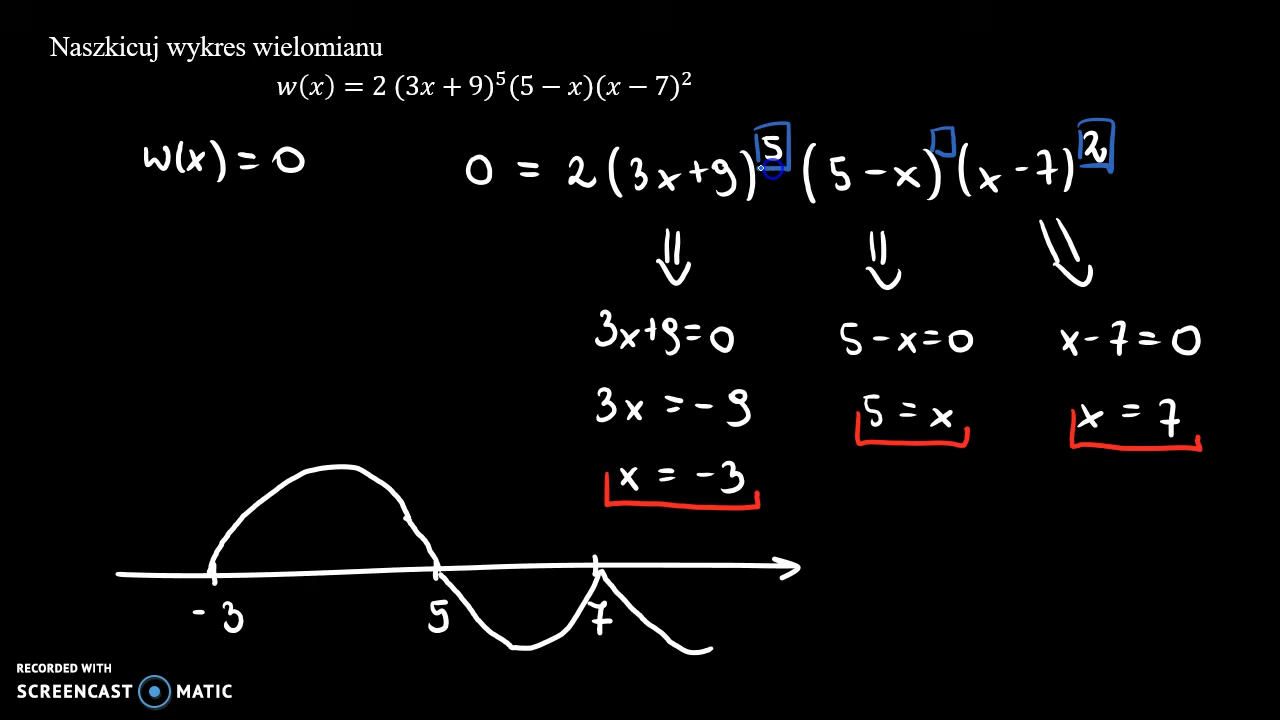 Naszkicuj wykres wielomianu
w(x) = 2 (3x + 9)⁵(5 − x)(x − 7)²
w(x) = 0 0 = 2(3x+9)⁵(5−x)(x−7)²
3x+9=0 5−x=0 x−7=0
3x = −9 5 = x x = 7
x = −3
−3 5 7
RECORDED WITH
SCREENCAST MATIC